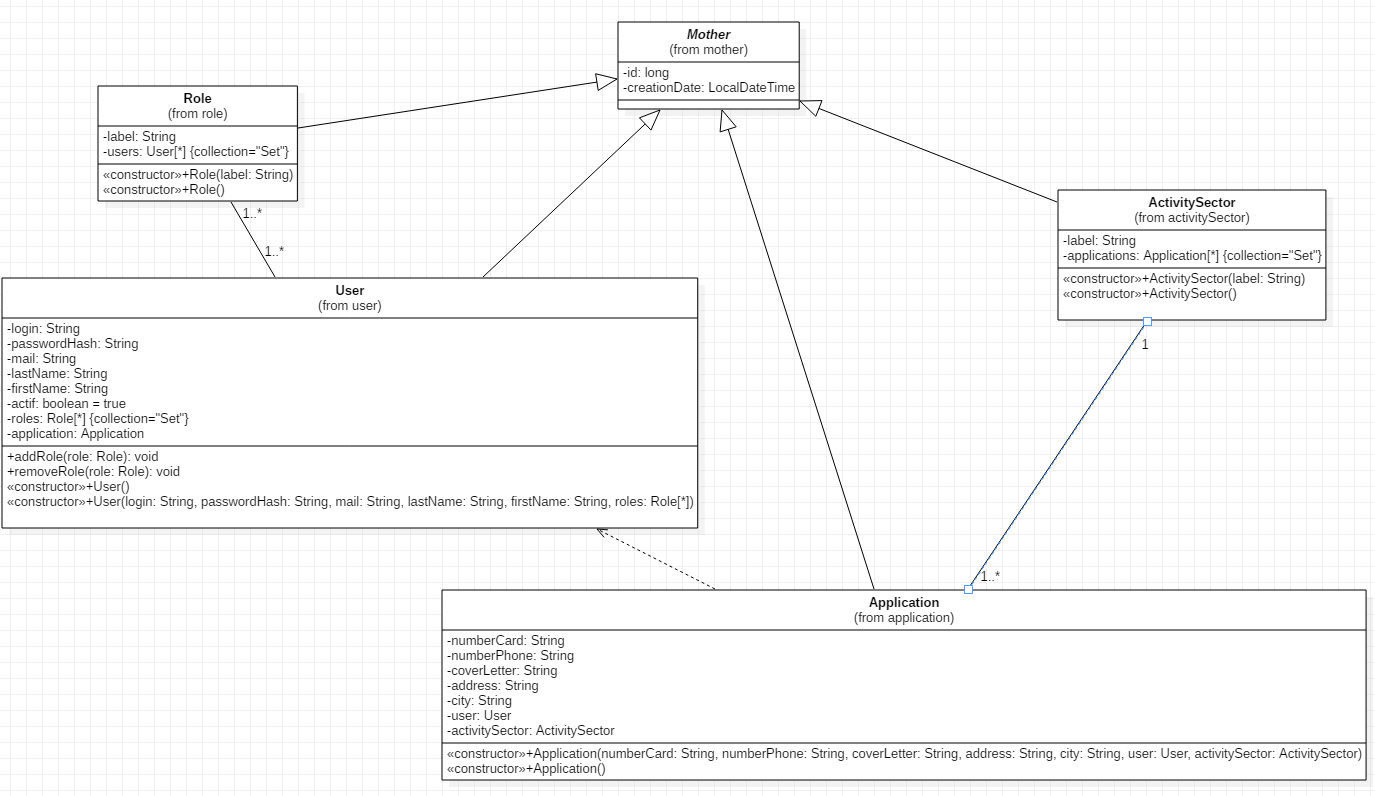 Mother
(from mother)
-id: long
-creationDate: LocalDateTime
Role
(from role)
-label: String
-users: User[*] {collection="Set"}
«constructor»+Role(label: String)
«constructor»+Role()
1..*
1..*
ActivitySector
(from activitySector)
-label: String
-applications: Application[*] {collection="Set"}
«constructor»+ActivitySector(label: String)
«constructor»+ActivitySector()
1
1..*
User
(from user)
-login: String
-passwordHash: String
-mail: String
-lastName: String
-firstName: String
-actif: boolean = true
-roles: Role[*] {collection="Set"}
-application: Application
+addRole(role: Role): void
+removeRole(role: Role): void
«constructor»+User()
«constructor»+User(login: String, passwordHash: String, mail: String, lastName: String, firstName: String, roles: Role[*])
Application
(from application)
-numberCard: String
-numberPhone: String
-coverLetter: String
-address: String
-city: String
-user: User
-activitySector: ActivitySector
«constructor»+Application(numberCard: String, numberPhone: String, coverLetter: String, address: String, city: String, user: User, activitySector: ActivitySector)
«constructor»+Application()